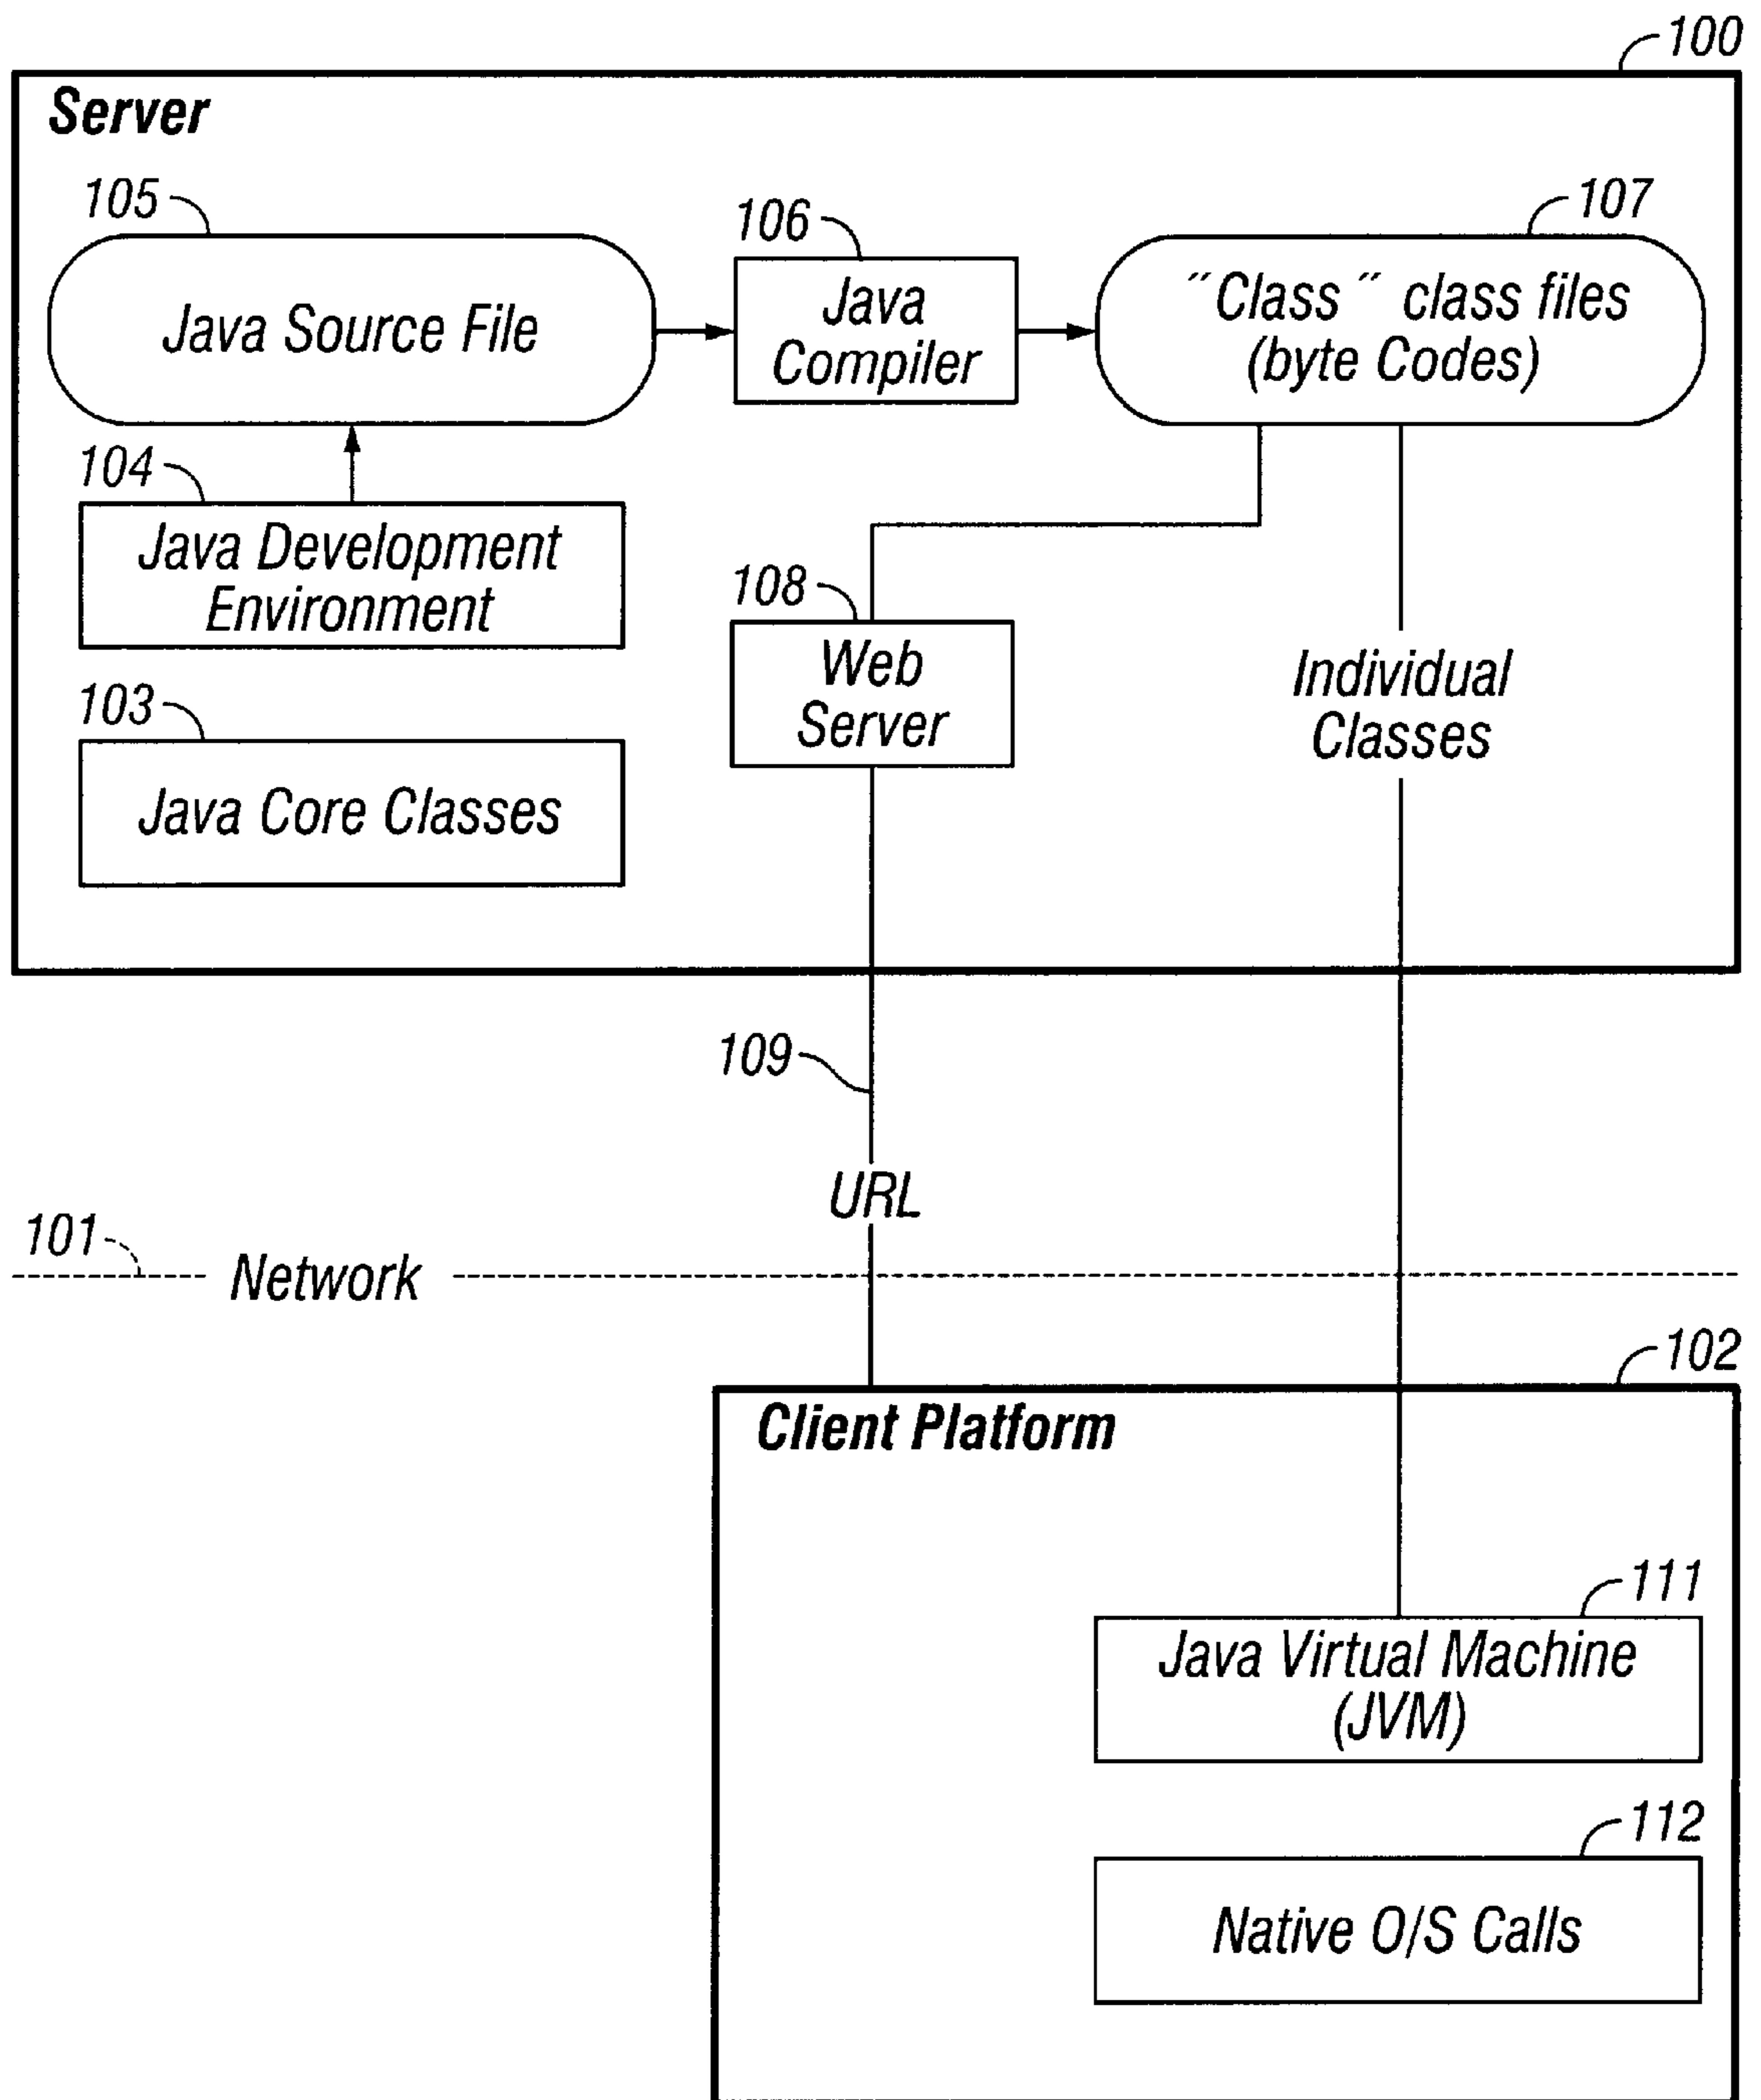 100
Server
105
106
107
Java Source File
Java
Compiler
˝Class ˝ class files
(byte Codes)
104
Java Development
Environment
108
Web
Server
Individual
Classes
103
Java Core Classes
109
URL
101
Network
102
Client Platform
111
Java Virtual Machine
(JVM)
112
Native O/S Calls